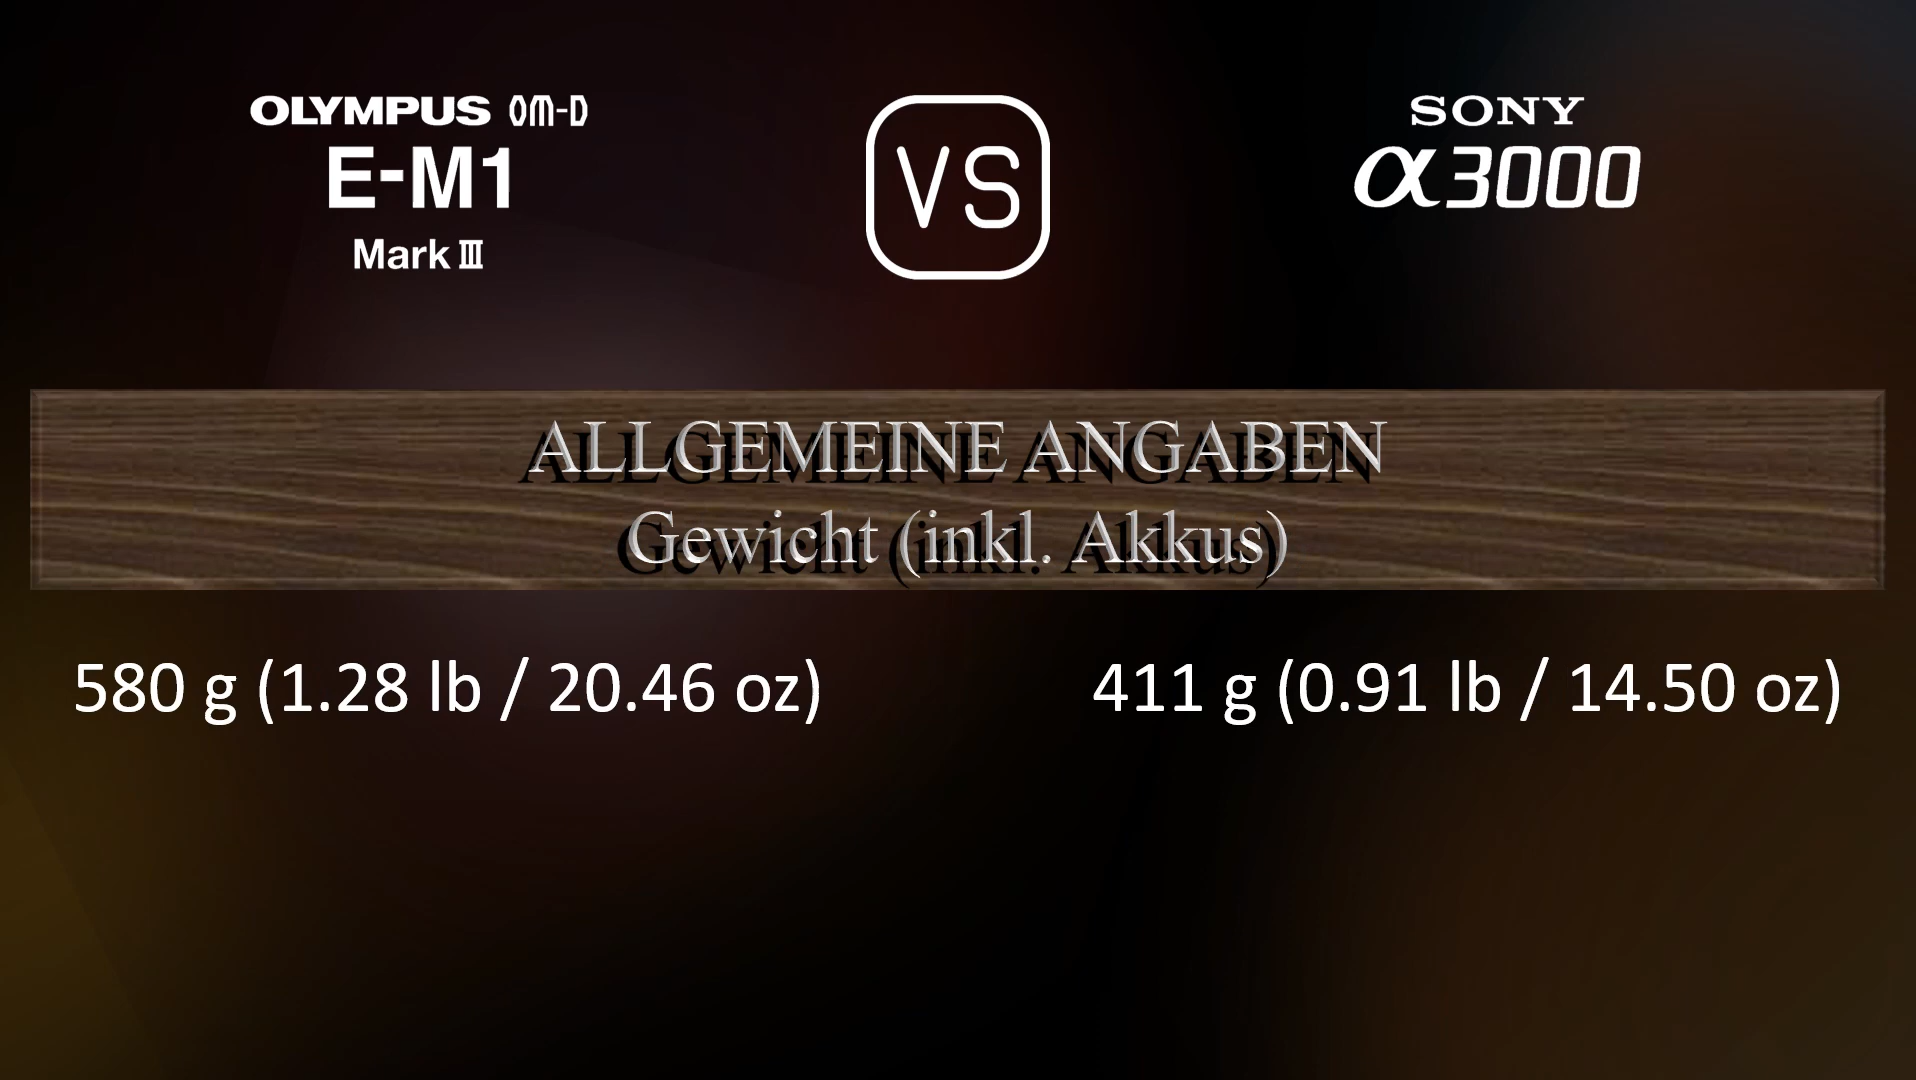 OLYMPUS OM-D
E-M1
Mark III
VS
SONY
α3000
ALLGEMEINE ANGABEN
Gewicht (inkl. Akkus)
580 g (1.28 lb / 20.46 oz)
411 g (0.91 lb / 14.50 oz)